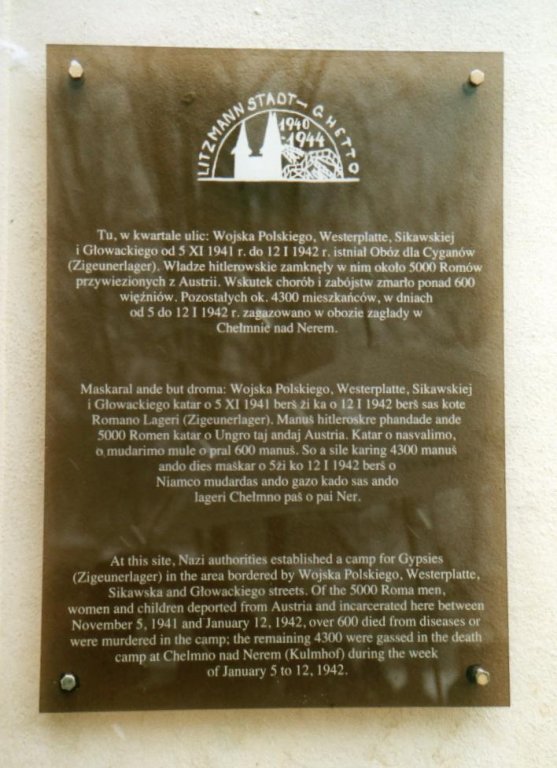 LITZMANNSTADT-GHETTO
1940
-1944
Tu, w kwartale ulic: Wojska Polskiego, Westerplatte, Sikawskiej
i Głowackiego od 5 XI 1941 r. do 12 I 1942 r. istniał Obóz dla Cyganów
(Zigeunerlager). Władze hitlerowskie zamknęły w nim około 5000 Romów
przywiezionych z Austrii. Wskutek chorób i zabójstw zmarło ponad 600
więźniów. Pozostałych ok. 4300 mieszkańców, w dniach
od 5 do 12 I 1942 r. zagazowano w obozie zagłady w
Chełmnie nad Nerem.
Maskaral ande but droma: Wojska Polskiego, Westerplatte, Sikawskiej
i Głowackiego katar o 5 XI 1941 berš ži ka o 12 I 1942 berš sas kote
Romano Lageri (Zigeunerlager). Manuš hitleroskre phandade ande
5000 Romen katar o Ungro taj andaj Austria. Katar o nasvalimo,
o mudarimo mule o pral 600 manuš. So a sile karing 4300 manuš
ando dies maškar o 5ži ko 12 I 1942 berš o
Niamco mudardas ando gazo kado sas ando
lageri Chełmno paš o pai Ner.
At this site, Nazi authorities established a camp for Gypsies
(Zigeunerlager) in the area bordered by Wojska Polskiego, Westerplatte,
Sikawska and Głowackiego streets. Of the 5000 Roma men,
women and children deported from Austria and incarcerated here between
November 5, 1941 and January 12, 1942, over 600 died from diseases or
were murdered in the camp; the remaining 4300 were gassed in the death
camp at Chełmno nad Nerem (Kulmhof) during the week
of January 5 to 12, 1942.